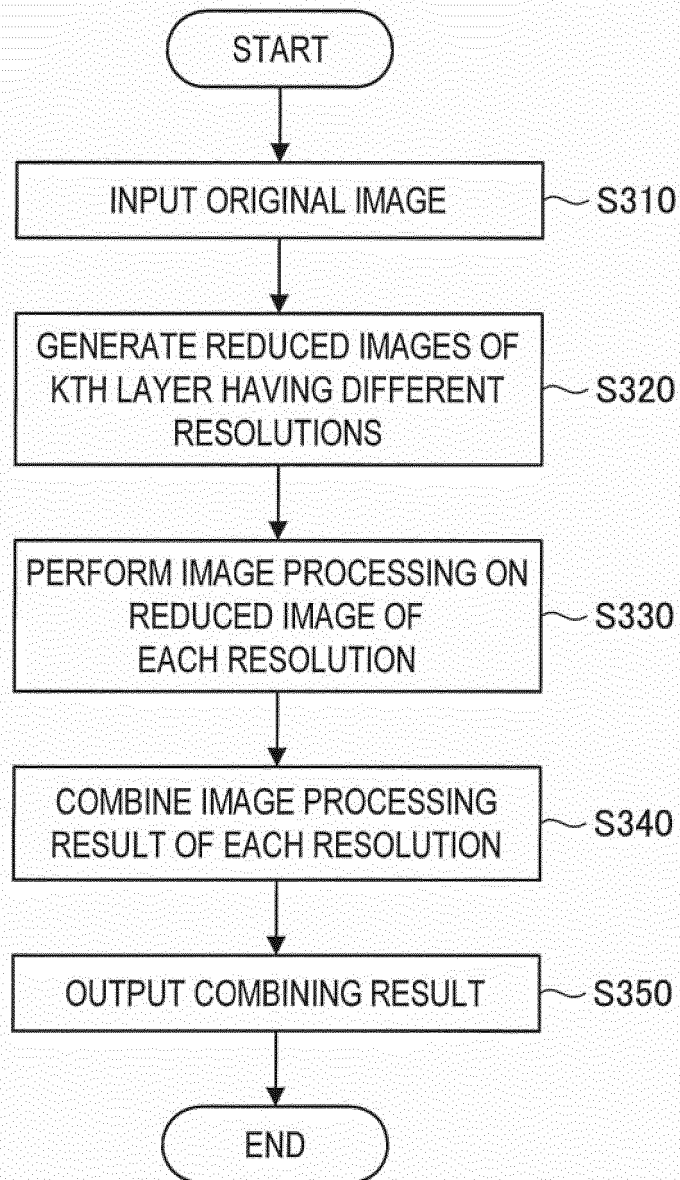 START
INPUT ORIGINAL IMAGE
S310
GENERATE REDUCED IMAGES OF
KTH LAYER HAVING DIFFERENT
RESOLUTIONS
S320
PERFORM IMAGE PROCESSING ON
REDUCED IMAGE OF
EACH RESOLUTION
S330
COMBINE IMAGE PROCESSING
RESULT OF EACH RESOLUTION
S340
OUTPUT COMBINING RESULT
S350
END